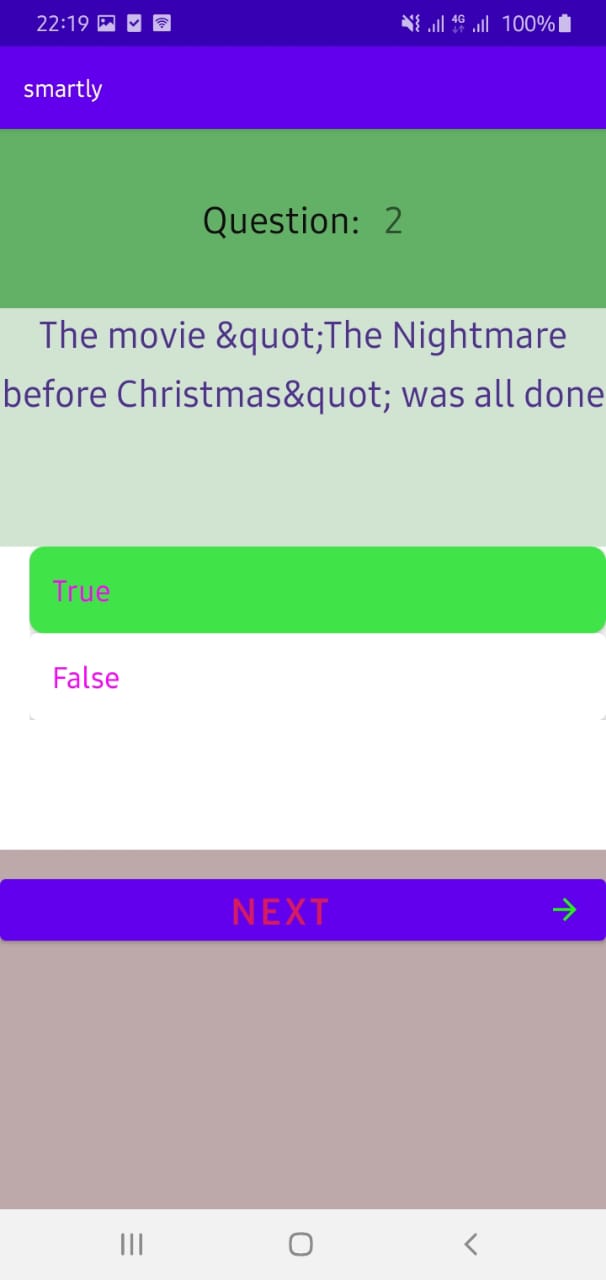 22:19 4G 100%
smartly
Question: 2
The movie &quot;The Nightmare
before Christmas&quot; was all done
True
False
NEXT